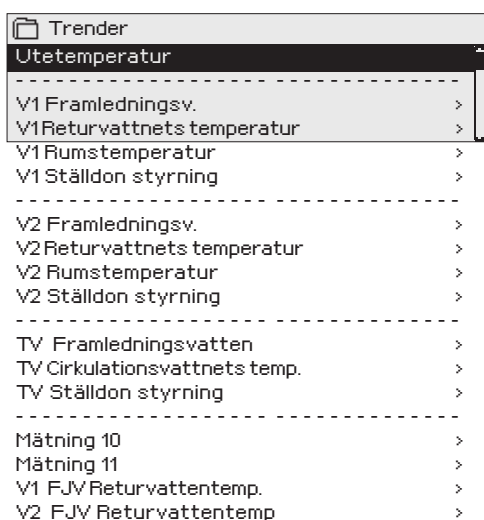 Trender
Utetemperatur
- - - - - - - - - - - - - - - - - - - - - - - - - - - - - - - - - -
V1 Framledningsv. >
V1 Returvattnets temperatur >
V1 Rumstemperatur >
V1 Ställdon styrning >
- - - - - - - - - - - - - - - - - - - - - - - - - - - - - - - - - -
V2 Framledningsv. >
V2 Returvattnets temperatur >
V2 Rumstemperatur >
V2 Ställdon styrning >
- - - - - - - - - - - - - - - - - - - - - - - - - - - - - - - - - -
TV Framledningsvatten >
TV Cirkulationsvattnets temp. >
TV Ställdon styrning >
- - - - - - - - - - - - - - - - - - - - - - - - - - - - - - - - - -
Mätning 10 >
Mätning 11 >
V1 FJV Returvattentemp. >
V2 FJV Returvattentemp >